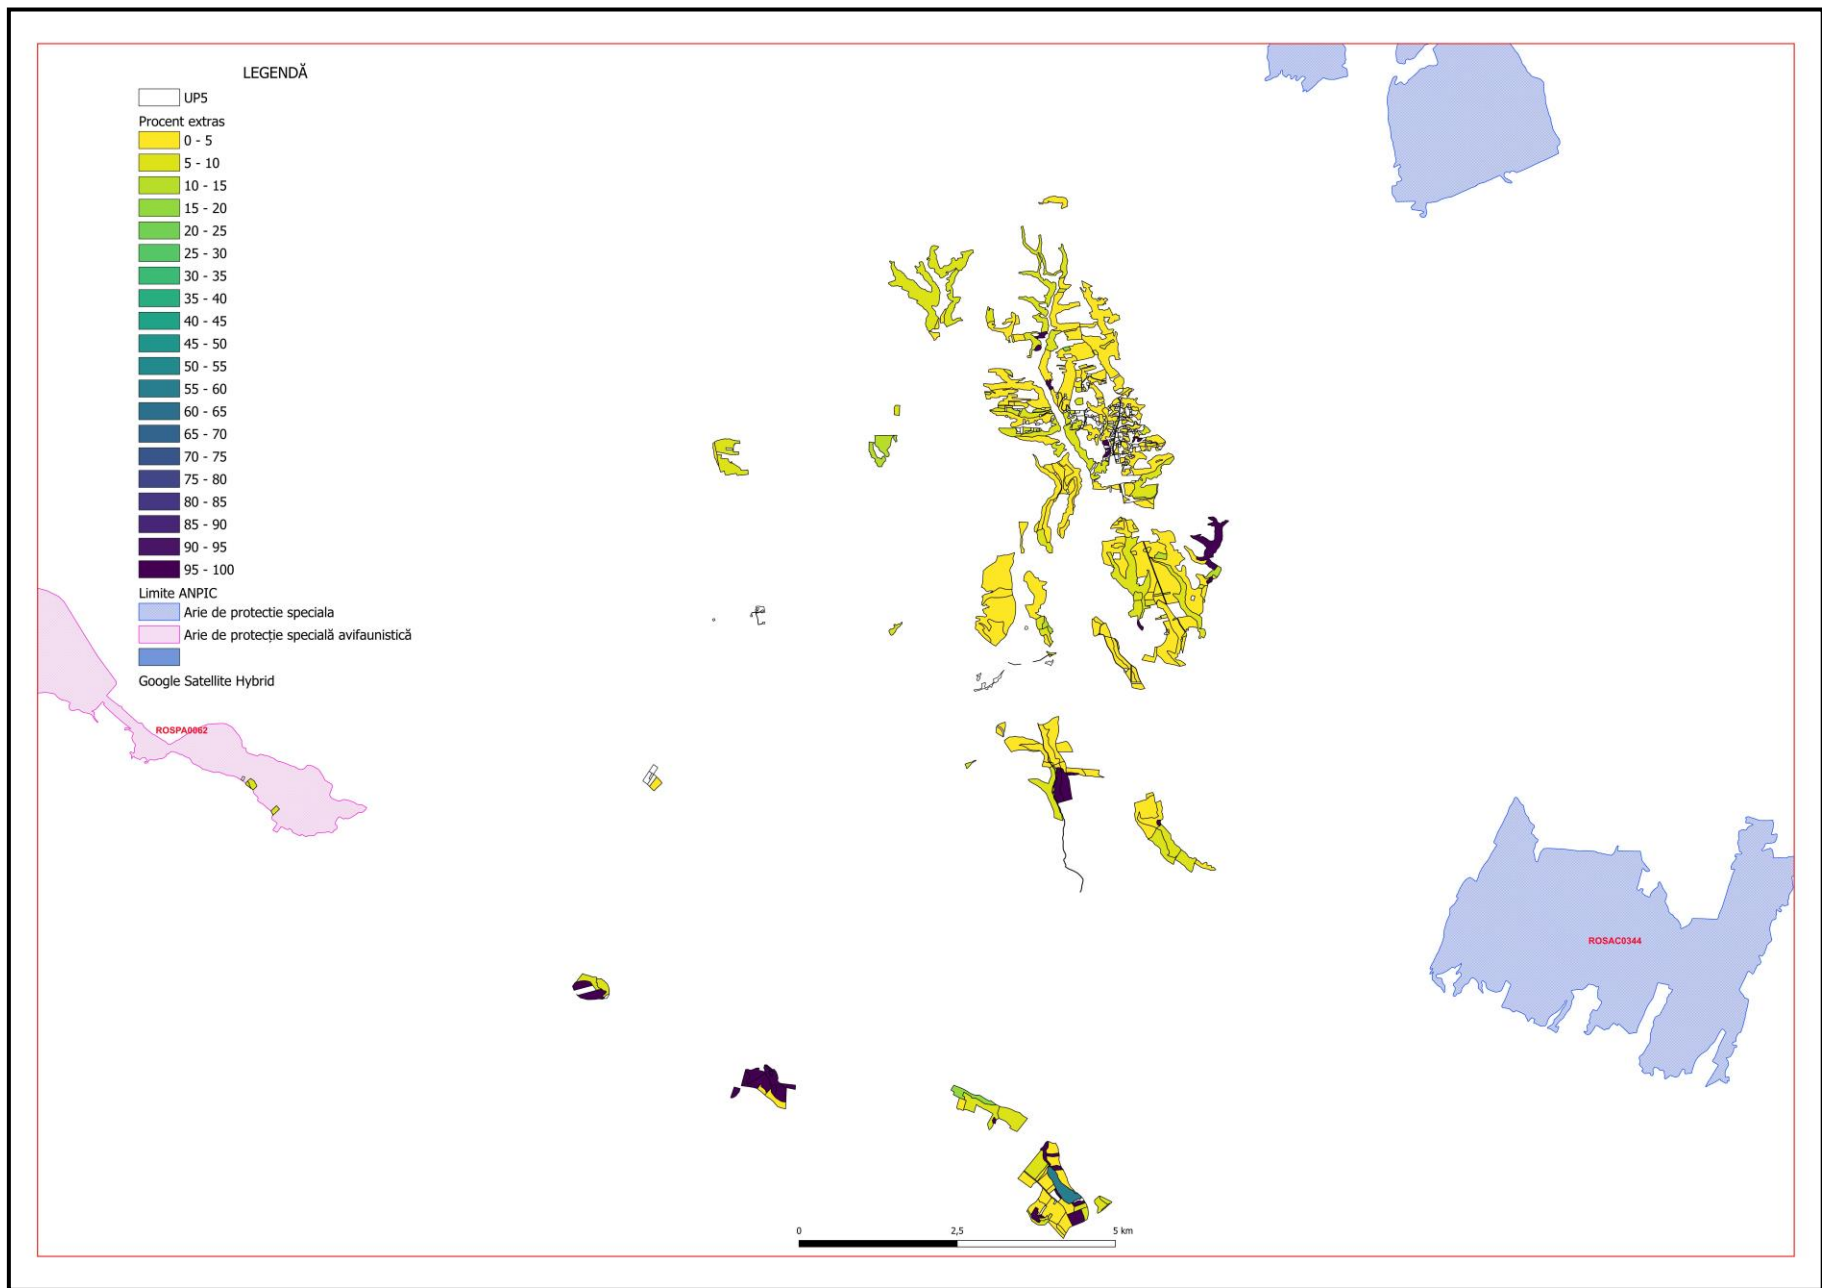 LEGENDĂ
UP5
Procent extras
0 - 5
5 - 10
10 - 15
15 - 20
20 - 25
25 - 30
30 - 35
35 - 40
40 - 45
45 - 50
50 - 55
55 - 60
60 - 65
65 - 70
70 - 75
75 - 80
80 - 85
85 - 90
90 - 95
95 - 100
Limite ANPIC
Arie de protectie speciala
Arie de protecție specială avifaunistică
Google Satellite Hybrid
ROSPA0062
ROSAC0344
0 2,5 5 km